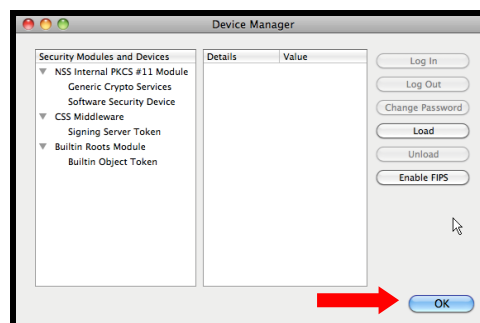 Device Manager
Security Modules and Devices
NSS Internal PKCS #11 Module
Generic Crypto Services
Software Security Device
CSS Middleware
Signing Server Token
Builtin Roots Module
Builtin Object Token
Details Value
Log In
Log Out
Change Password
Load
Unload
Enable FIPS
OK